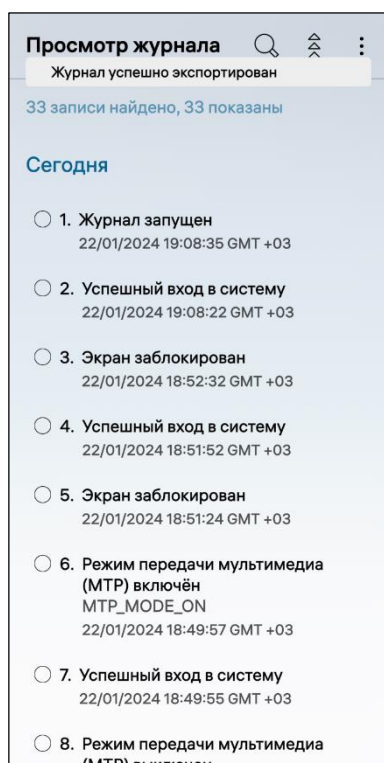 Просмотр журнала
Журнал успешно экспортирован
33 записи найдено, 33 показаны
Сегодня
1. Журнал запущен
22/01/2024 19:08:35 GMT +03
2. Успешный вход в систему
22/01/2024 19:08:22 GMT +03
3. Экран заблокирован
22/01/2024 18:52:32 GMT +03
4. Успешный вход в систему
22/01/2024 18:51:52 GMT +03
5. Экран заблокирован
22/01/2024 18:51:24 GMT +03
6. Режим передачи мультимедиа
(MTP) включён
MTP_MODE_ON
22/01/2024 18:49:57 GMT +03
7. Успешный вход в систему
22/01/2024 18:49:55 GMT +03
8. Режим передачи мультимедиа